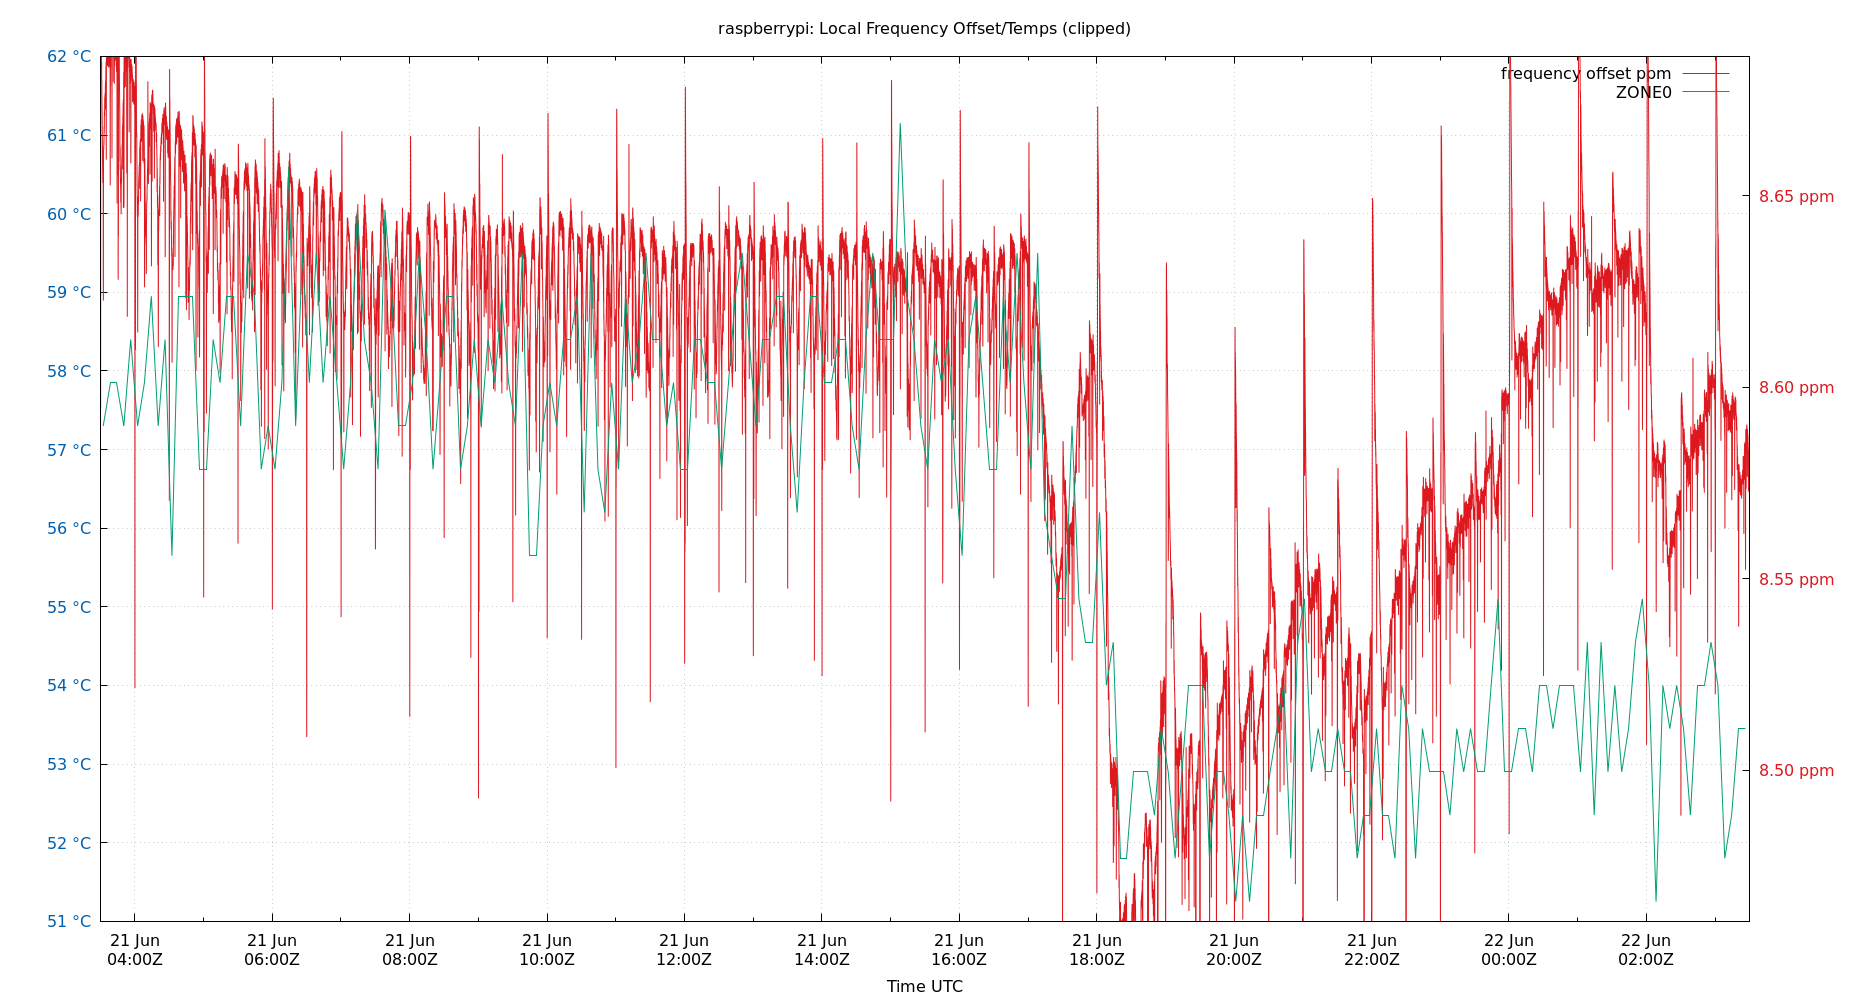 raspberrypi: Local Frequency Offset/Temps (clipped)
62 °C
61 °C
60 °C
59 °C
58 °C
57 °C
56 °C
55 °C
54 °C
53 °C
52 °C
51 °C
frequency offset ppm
ZONE0
8.65 ppm
8.60 ppm
8.55 ppm
8.50 ppm
21 Jun 21 Jun 21 Jun 21 Jun 21 Jun 21 Jun 21 Jun 21 Jun 21 Jun 21 Jun 22 Jun 22 Jun
04:00Z 06:00Z 08:00Z 10:00Z 12:00Z 14:00Z 16:00Z 18:00Z 20:00Z 22:00Z 00:00Z 02:00Z
Time UTC